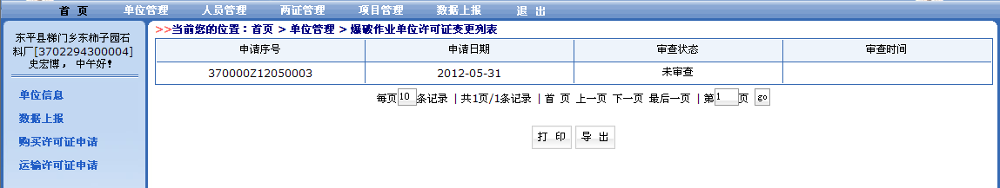 首 页 单位管理 人员管理 两证管理 项目管理 数据上报 退 出
东平县梯门乡东柿子园石
料厂[3702294300004]
史宏博，中午好！
单位信息
数据上报
购买许可证申请
运输许可证申请
>>当前您的位置：首页 > 单位管理 > 爆破作业单位许可证变更列表
申请序号 申请日期 审查状态 审查时间
370000Z12050003 2012-05-31 未审查
每页10条记录 | 共1页/1条记录 | 首 页 上一页 下一页 最后一页 | 第1页 go
打 印 导 出